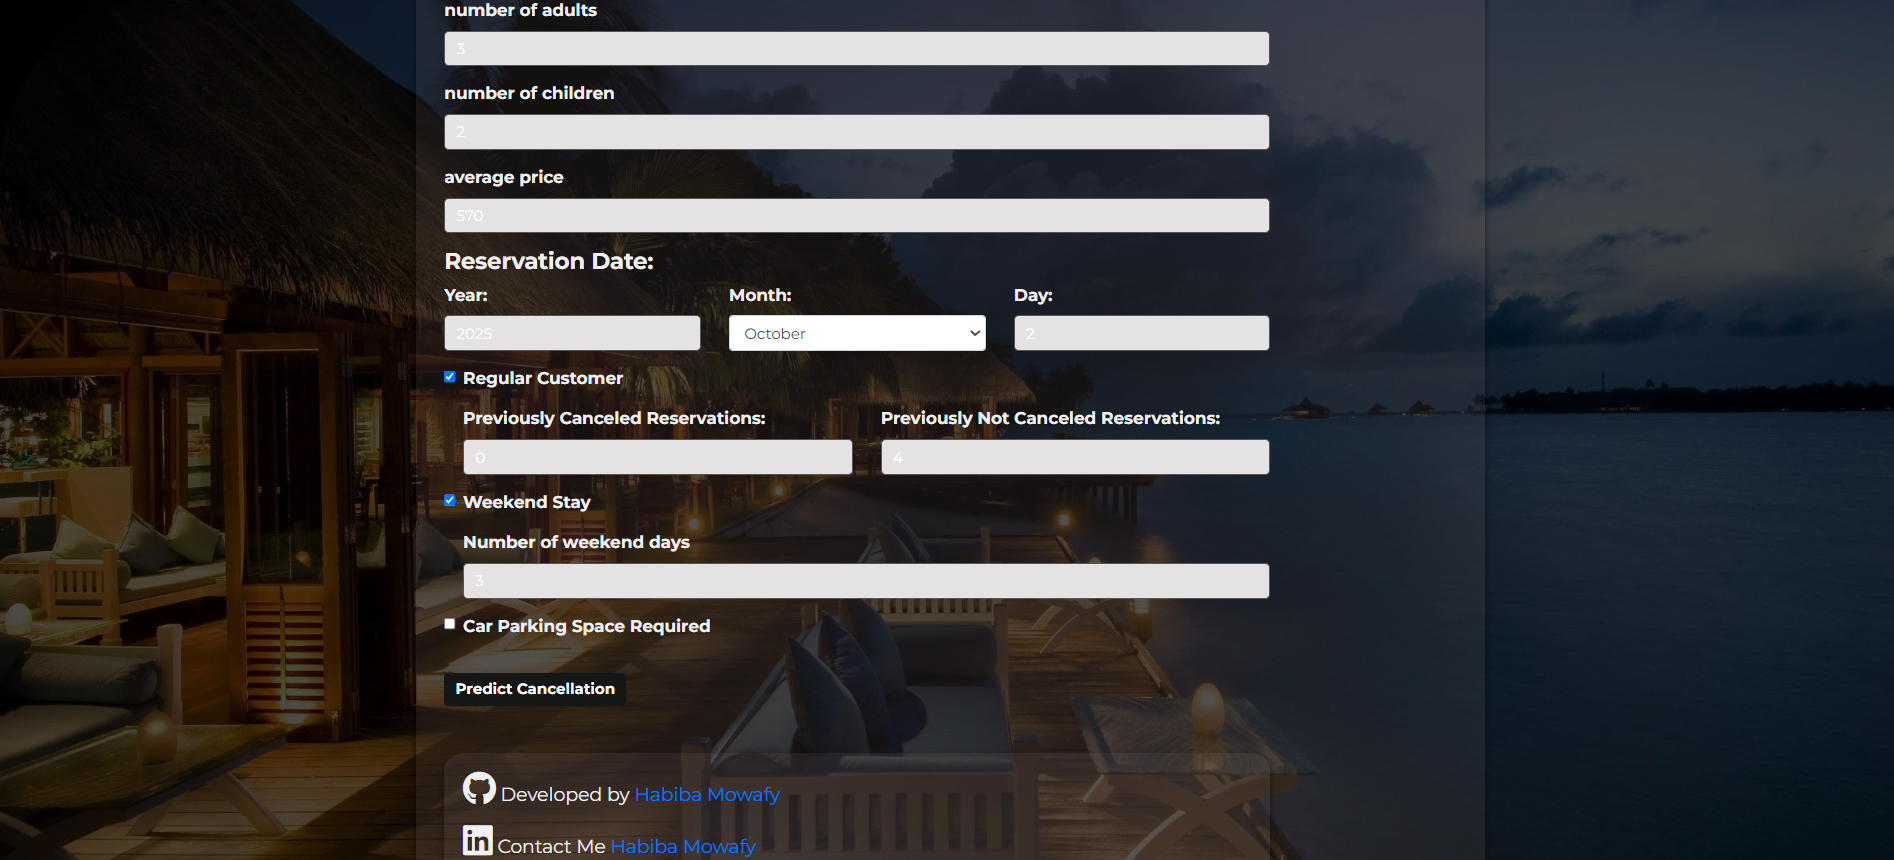 number of adults
3
number of children
2
average price
570
Reservation Date:
Year: Month: Day:
2025 October 2
Regular Customer
Previously Canceled Reservations: Previously Not Canceled Reservations:
0 4
Weekend Stay
Number of weekend days
3
Car Parking Space Required
Predict Cancellation
Developed by Habiba Mowafy
in Contact Me Habiba Mowafy